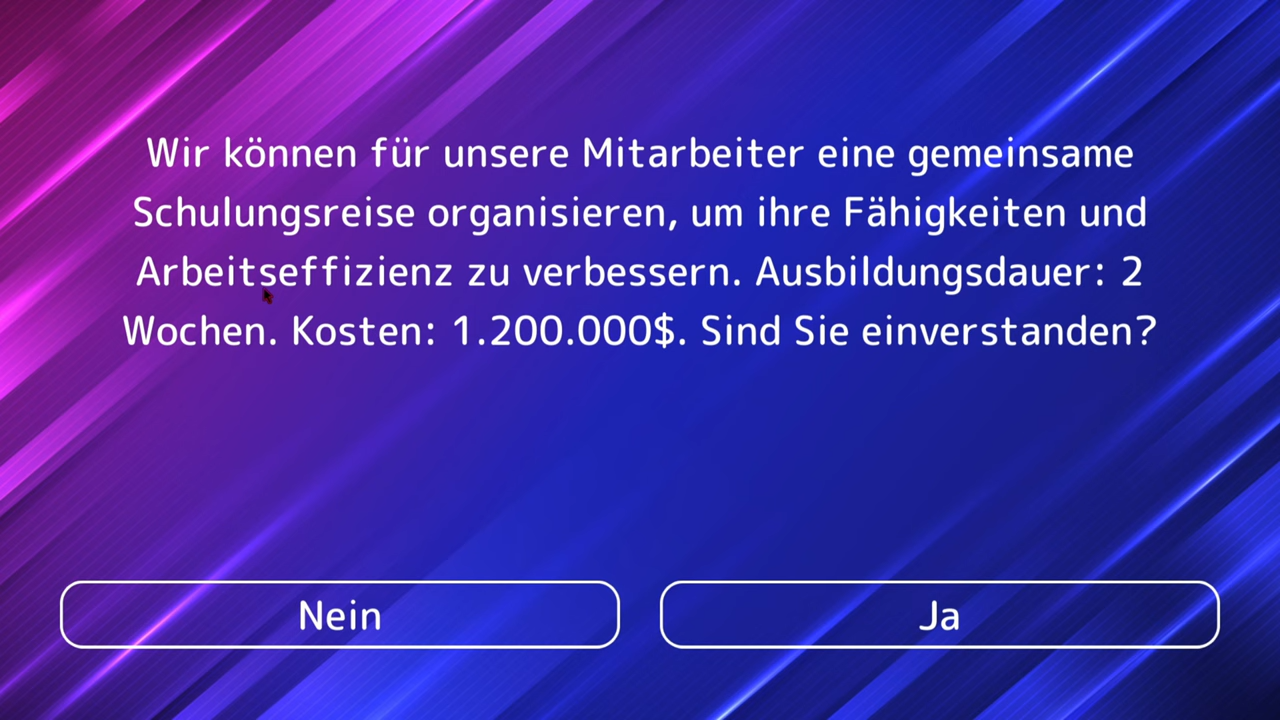 Wir können für unsere Mitarbeiter eine gemeinsame
Schulungsreise organisieren, um ihre Fähigkeiten und
Arbeitseffizienz zu verbessern. Ausbildungsdauer: 2
Wochen. Kosten: 1.200.000$. Sind Sie einverstanden?
Nein
Ja